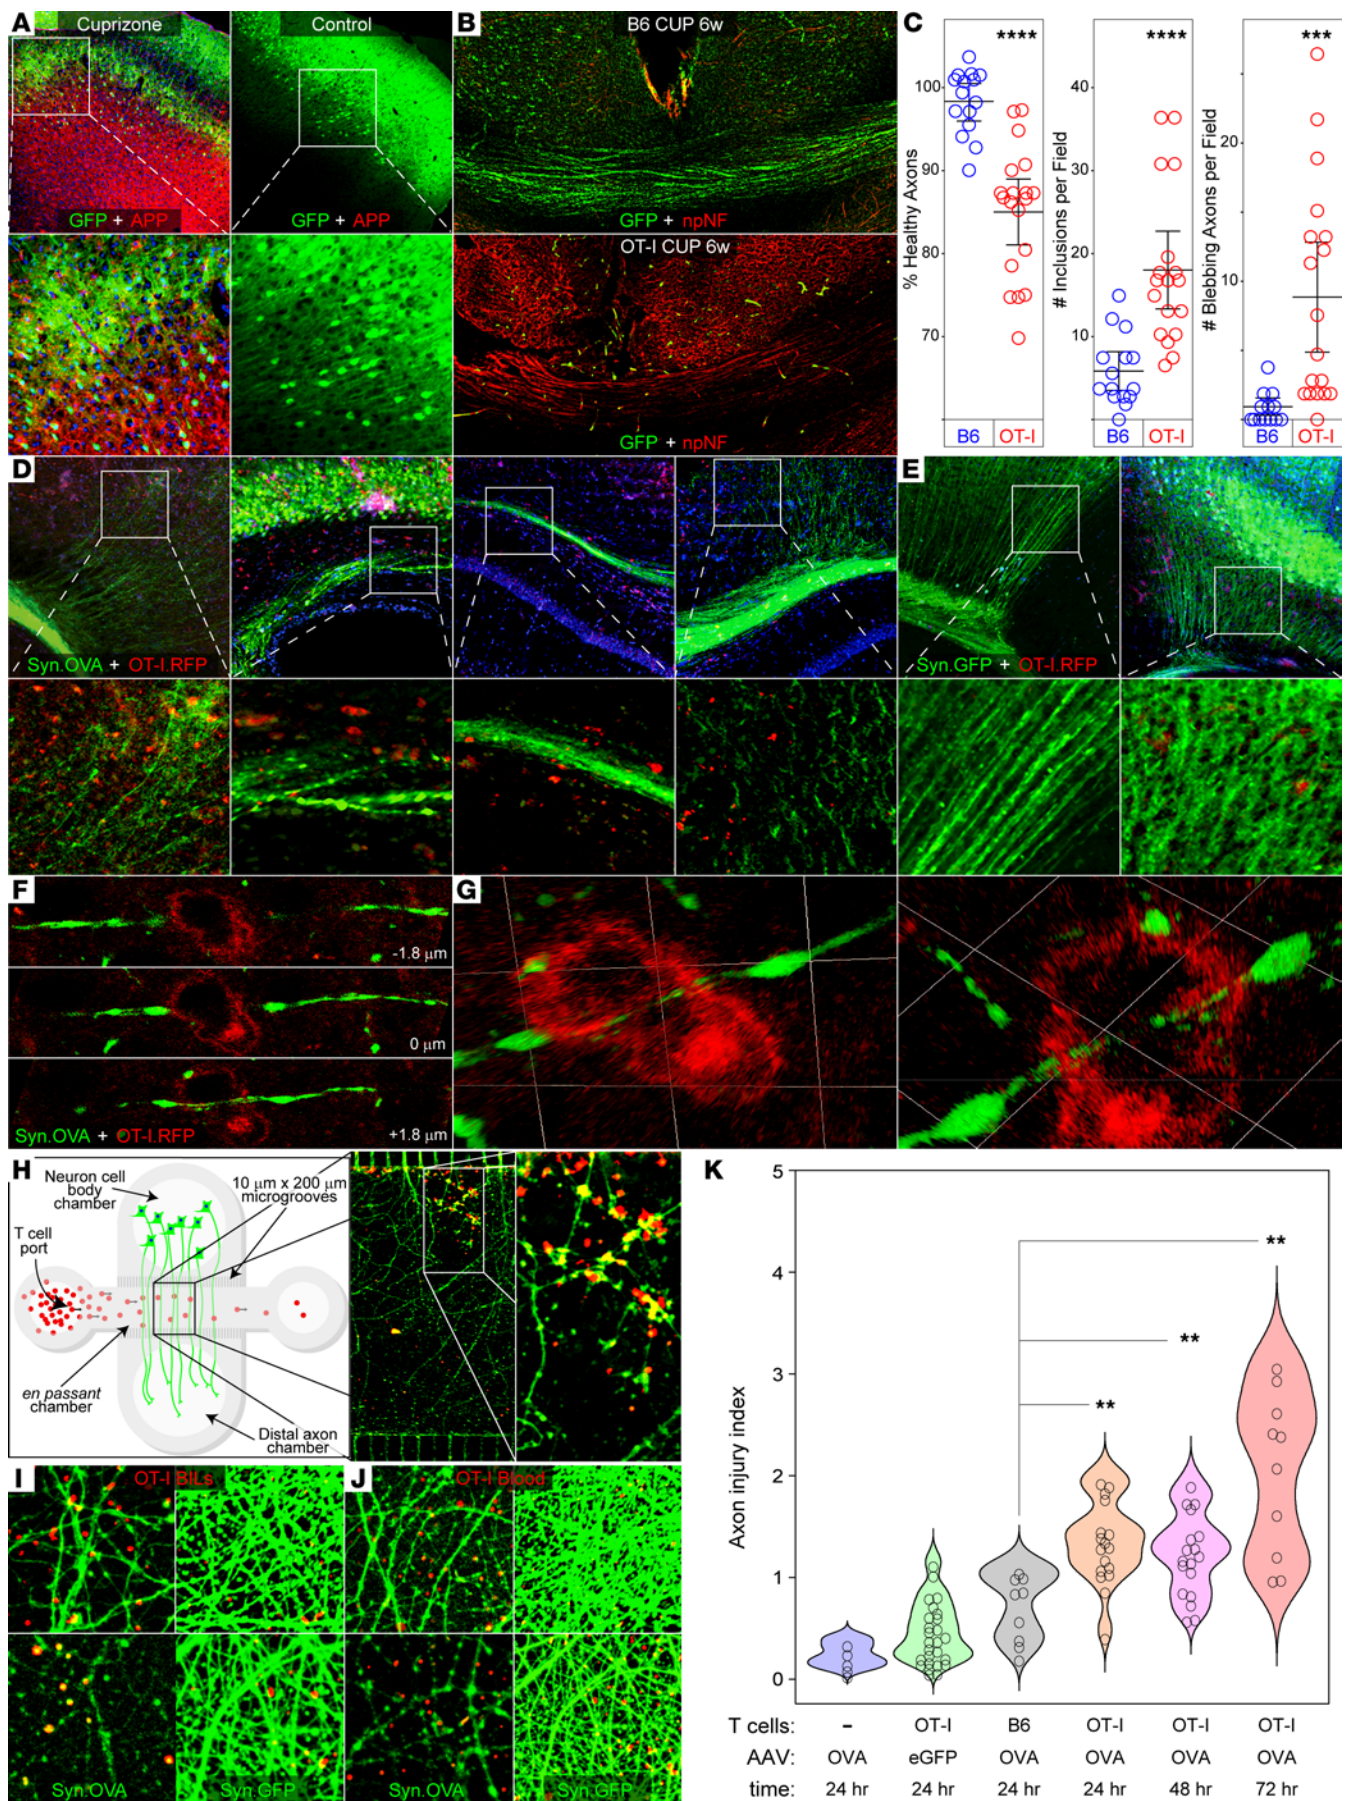 A
Cuprizone
Control
GFP + APP
GFP + APP
B
B6 CUP 6w
GFP + npNF
OT-I CUP 6w
GFP + npNF
C
% Healthy Axons
100
90
80
70
****
B6
OT-I
# Inclusions per Field
40
30
20
10
****
B6
OT-I
# Blebbing Axons per Field
20
10
***
B6
OT-I
D
Syn.OVA + OT-I.RFP
E
Syn.GFP + OT-I.RFP
F
-1.8 µm
0 µm
Syn.OVA + OT-I.RFP
+1.8 µm
G
H
Neuron cell
body
chamber
10 µm x 200 µm
microgrooves
T cell
port
en passant
chamber
Distal axon
chamber
I
OT-I BILs
Syn.OVA
Syn.GFP
J
OT-I Blood
Syn.OVA
Syn.GFP
K
Axon injury index
5
4
3
2
1
0
**
**
**
T cells: – OT-I B6 OT-I OT-I OT-I
AAV: OVA eGFP OVA OVA OVA OVA
time: 24 hr 24 hr 24 hr 24 hr 48 hr 72 hr